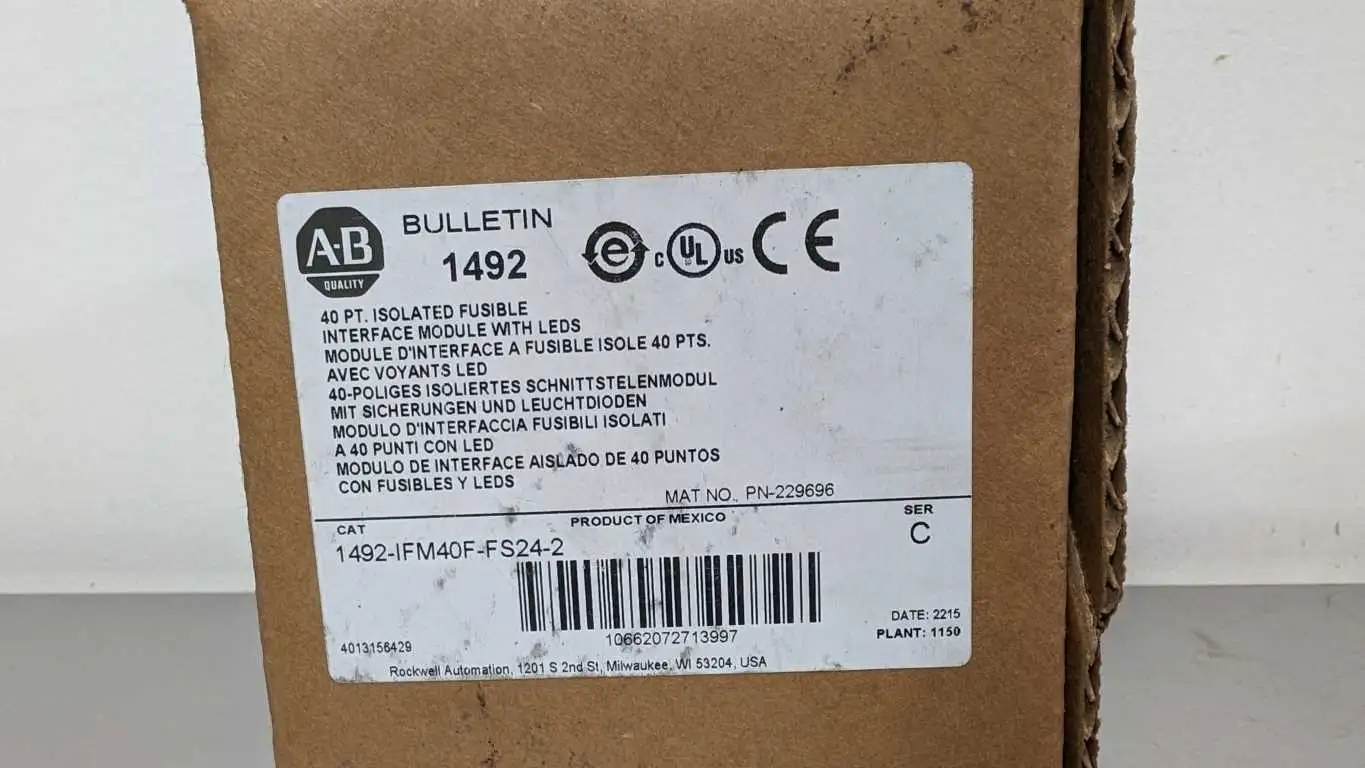 A·B
QUALITY
BULLETIN
1492
e
C UL US CE
40 PT. ISOLATED FUSIBLE
INTERFACE MODULE WITH LEDS
MODULE D'INTERFACE A FUSIBLE ISOLE 40 PTS.
AVEC VOYANTS LED
40-POLIGES ISOLIERTES SCHNITTSTELENMODUL
MIT SICHERUNGEN UND LEUCHTDIODEN
MODULO D'INTERFACCIA FUSIBILI ISOLATI
A 40 PUNTI CON LED
MODULO DE INTERFACE AISLADO DE 40 PUNTOS
CON FUSIBLES Y LEDS
MAT NO. PN-229696
CAT
PRODUCT OF MEXICO
SER
1492-IFM40F-FS24-2
C
DATE: 2215
PLANT: 1150
10662072713997
4013156429
Rockwell Automation, 1201 S 2nd St, Milwaukee, WI 53204, USA